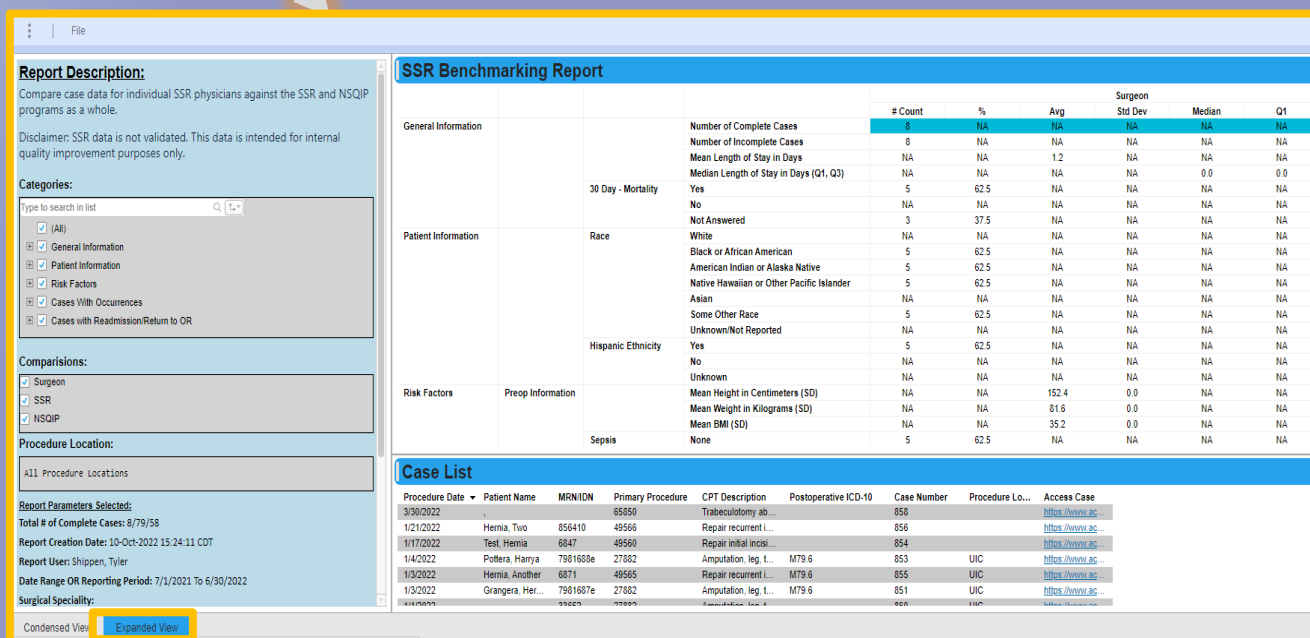 File
Report Description:
Compare case data for individual SSR physicians against the SSR and NSQIP
programs as a whole.
Disclaimer: SSR data is not validated. This data is intended for internal
quality improvement purposes only.
Categories:
Type to search in list
(All)
General Information
Patient Information
Risk Factors
Cases With Occurrences
Cases with Readmission/Return to OR
Comparisions:
Surgeon
SSR
NSQIP
Procedure Location:
All Procedure Locations
Report Parameters Selected:
Total # of Complete Cases: 8/79/58
Report Creation Date: 10-Oct-2022 15:24:11 CDT
Report User: Shippen, Tyler
Date Range OR Reporting Period: 7/1/2021 To 6/30/2022
Surgical Speciality:
Condensed View Expanded View
SSR Benchmarking Report
Surgeon
# Count % Avg Std Dev Median Q1
General Information Number of Complete Cases 8 NA NA NA NA NA
Number of Incomplete Cases 8 NA NA NA NA NA
Mean Length of Stay in Days NA NA 1.2 NA NA NA
Median Length of Stay in Days (Q1, Q3) NA NA NA NA 0.0 0.0
30 Day - Mortality Yes 5 62.5 NA NA NA NA
No NA NA NA NA NA NA
Not Answered 3 37.5 NA NA NA NA
Patient Information Race White NA NA NA NA NA NA
Black or African American 5 62.5 NA NA NA NA
American Indian or Alaska Native 5 62.5 NA NA NA NA
Native Hawaiian or Other Pacific Islander 5 62.5 NA NA NA NA
Asian NA NA NA NA NA NA
Some Other Race 5 62.5 NA NA NA NA
Unknown/Not Reported NA NA NA NA NA NA
Hispanic Ethnicity Yes 5 62.5 NA NA NA NA
No NA NA NA NA NA NA
Unknown NA NA NA NA NA NA
Risk Factors Preop Information Mean Height in Centimeters (SD) NA NA 152.4 0.0 NA NA
Mean Weight in Kilograms (SD) NA NA 81.6 0.0 NA NA
Mean BMI (SD) NA NA 35.2 0.0 NA NA
Sepsis None 5 62.5 NA NA NA NA
Case List
Procedure Date Patient Name MRN/IDN Primary Procedure CPT Description Postoperative ICD-10 Case Number Procedure Lo... Access Case
3/30/2022 , 65850 Trabeculotomy ab... 858 https://www.ac...
1/21/2022 Hernia, Two 856410 49566 Repair recurrent i... 856 https://www.ac...
1/17/2022 Test, Hernia 6847 49560 Repair initial incisi... 854 https://www.ac...
1/4/2022 Pottera, Harrya 7981688e 27882 Amputation, leg, t... M79.6 853 UIC https://www.ac...
1/3/2022 Hernia, Another 6871 49565 Repair recurrent i... M79.6 855 UIC https://www.ac...
1/3/2022 Grangera, Her... 7981687e 27882 Amputation, leg, t... M79.6 851 UIC https://www.ac...